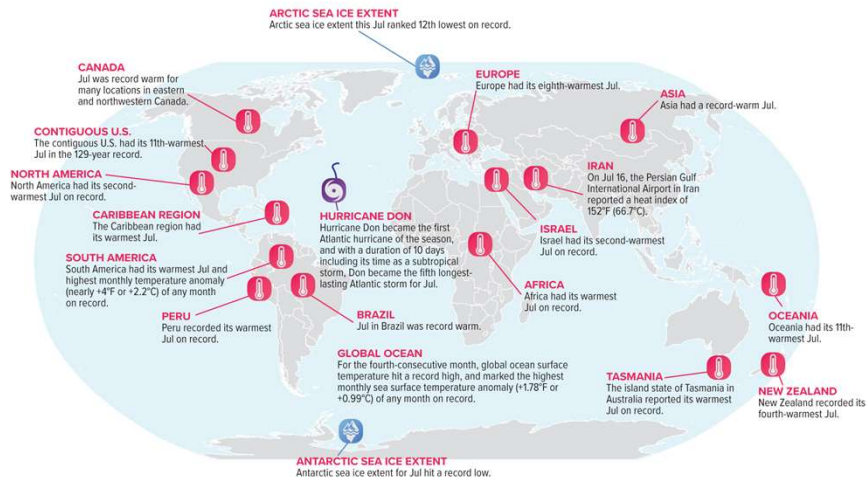 ARCTIC SEA ICE EXTENT
Arctic sea ice extent this Jul ranked 12th lowest on record.
CANADA
Jul was record warm for
many locations in eastern
and northwestern Canada.
EUROPE
Europe had its eighth-warmest Jul.
ASIA
Asia had a record-warm Jul.
CONTIGUOUS U.S.
The contiguous U.S. had its 11th-warmest
Jul in the 129-year record.
IRAN
On Jul 16, the Persian Gulf
International Airport in Iran
reported a heat index of
152°F (66.7°C).
NORTH AMERICA
North America had its second-
warmest Jul on record.
CARIBBEAN REGION
The Caribbean region had
its warmest Jul.
HURRICANE DON
Hurricane Don became the first
Atlantic hurricane of the season,
and with a duration of 10 days
including its time as a subtropical
storm, Don became the fifth longest-
lasting Atlantic storm for Jul.
ISRAEL
Israel had its second-warmest
Jul on record.
SOUTH AMERICA
South America had its warmest Jul and
highest monthly temperature anomaly
(nearly +4°F or +2.2°C) of any month
on record.
AFRICA
Africa had its warmest
Jul on record.
PERU
Peru recorded its warmest
Jul on record.
BRAZIL
Jul in Brazil was record warm.
OCEANIA
Oceania had its 11th-
warmest Jul.
GLOBAL OCEAN
For the fourth-consecutive month, global ocean surface
temperature hit a record high, and marked the highest
monthly sea surface temperature anomaly (+1.78°F or
+0.99°C) of any month on record.
TASMANIA
The island state of Tasmania in
Australia reported its warmest
Jul on record.
NEW ZEALAND
New Zealand recorded its
fourth-warmest Jul.
ANTARCTIC SEA ICE EXTENT
Antarctic sea ice extent for Jul hit a record low.